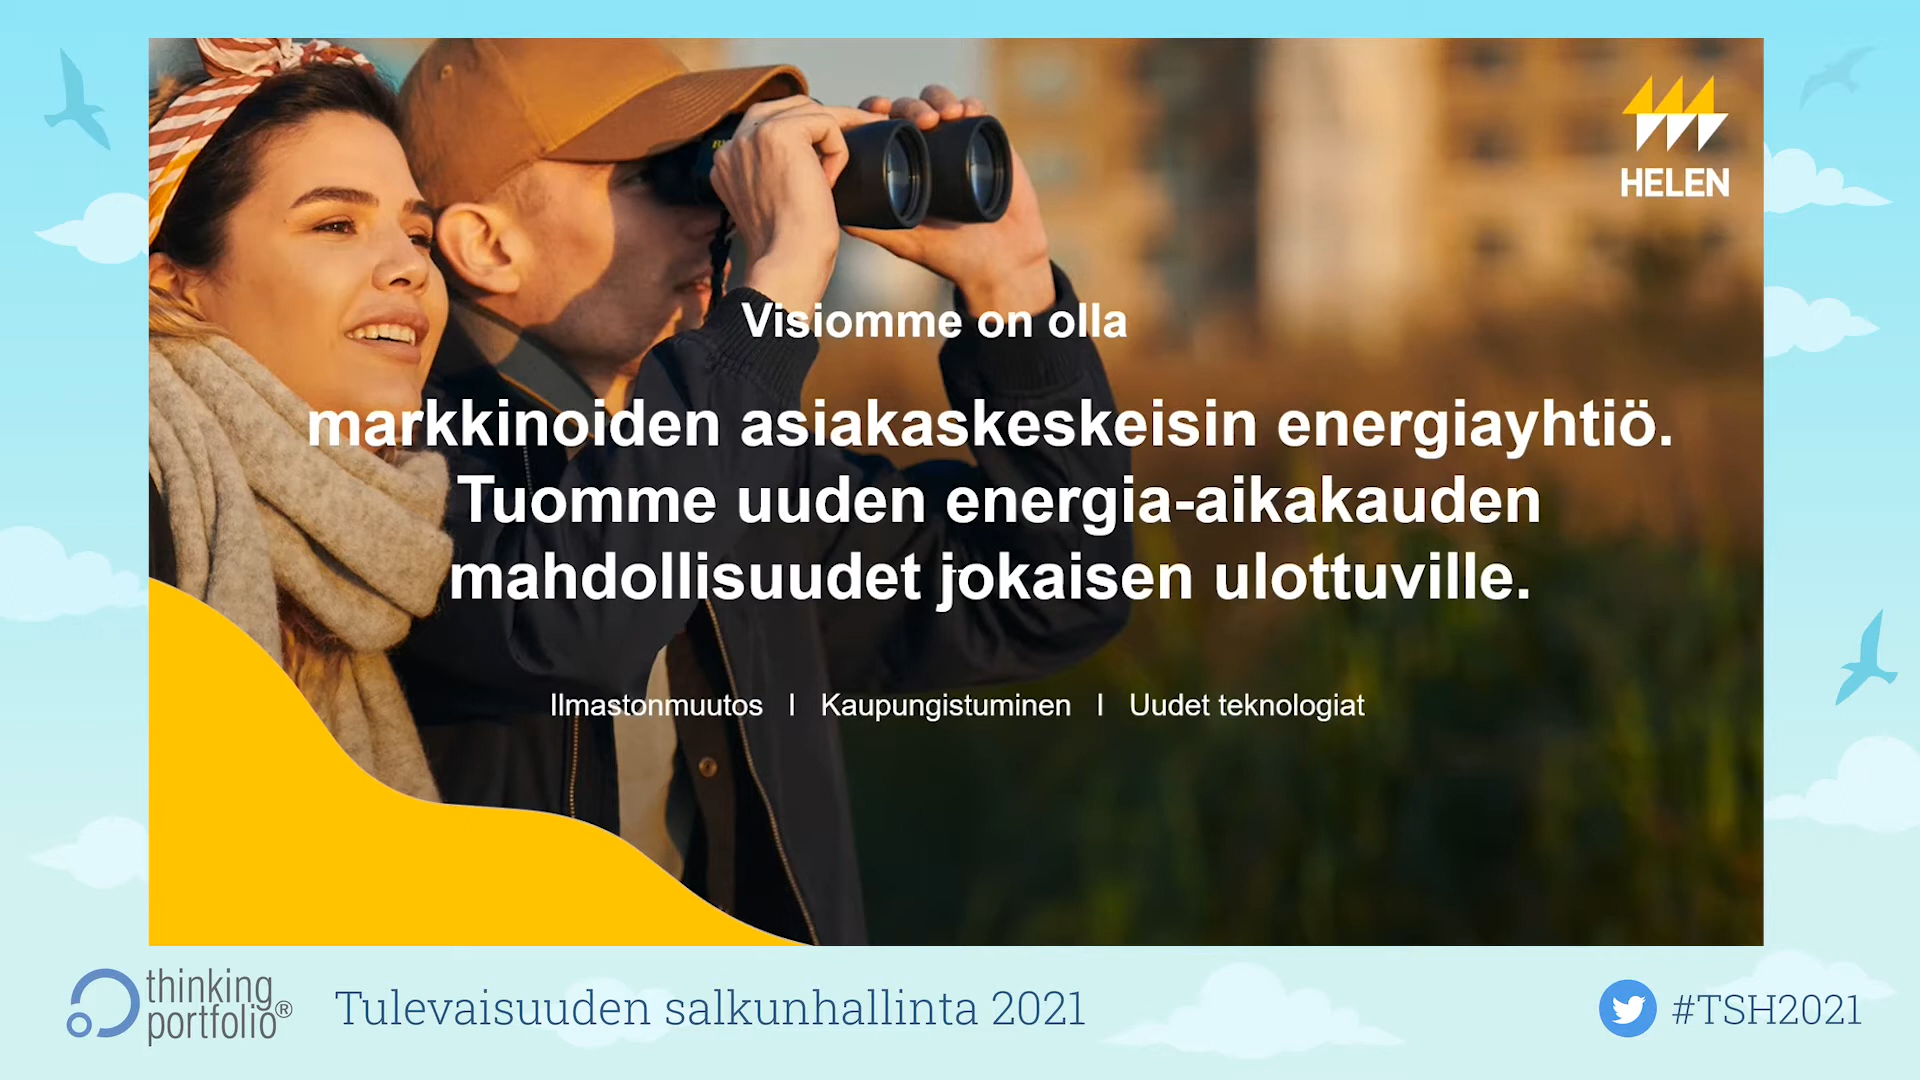 HELEN
Visiomme on olla
markkinoiden asiakaskeskeisin energiayhtiö.
Tuomme uuden energia-aikakauden
mahdollisuudet jokaisen ulottuville.
Ilmastonmuutos I Kaupungistuminen I Uudet teknologiat
thinking
portfolio®
Tulevaisuuden salkunhallinta 2021
#TSH2021